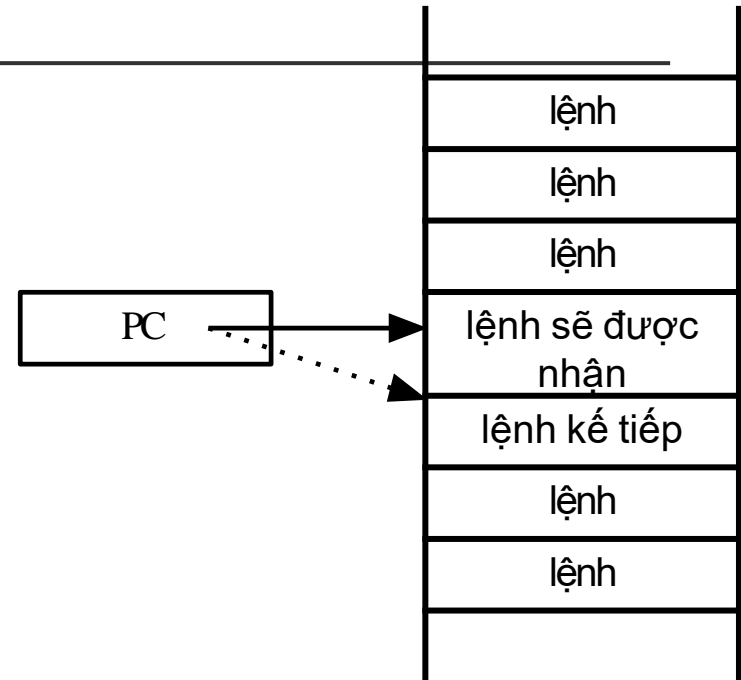 lệnh
lệnh
lệnh
PC
lệnh sẽ được
nhận
lệnh kế tiếp
lệnh
lệnh